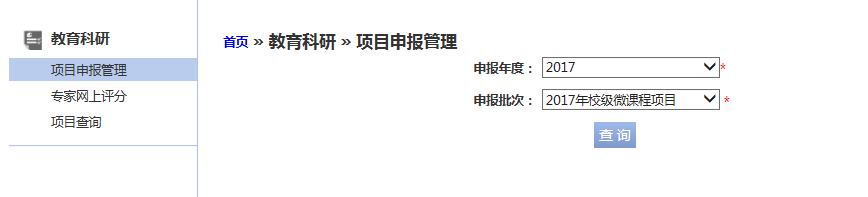 教育科研
项目申报管理
专家网上评分
项目查询
首页 » 教育科研 » 项目申报管理
申报年度： 2017 *
申报批次： 2017年校级微课程项目 *
查 询